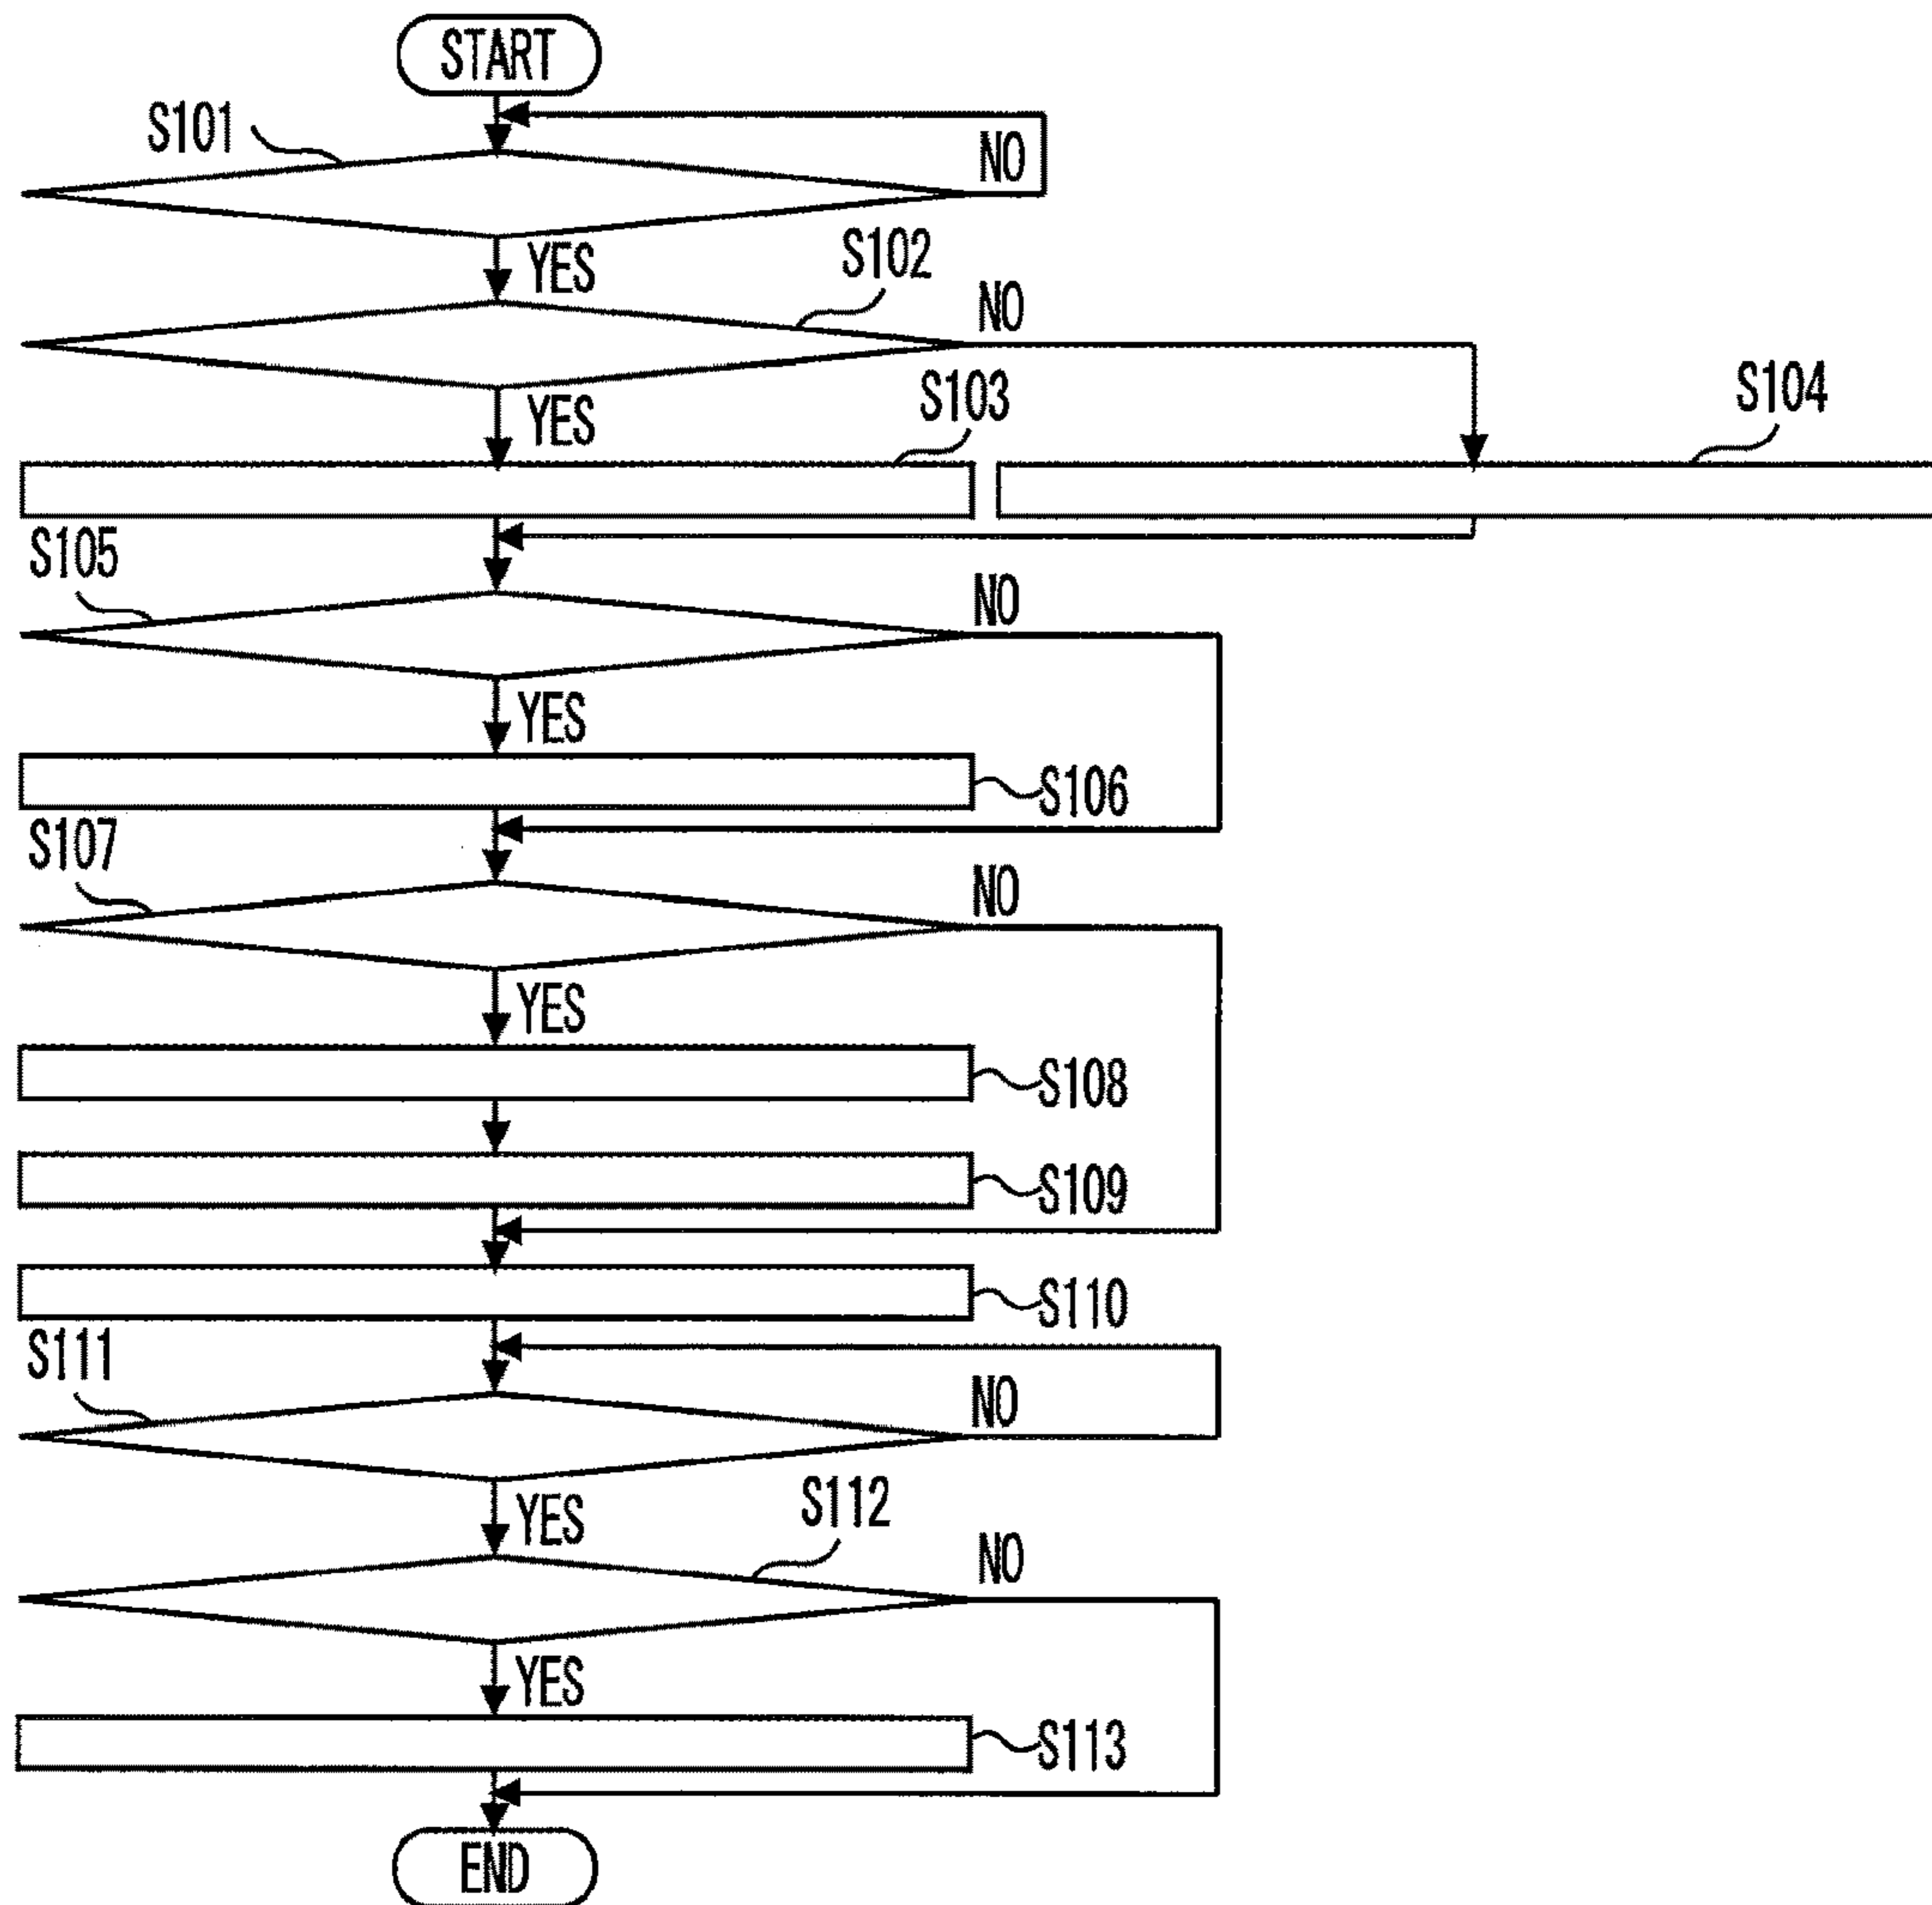 START
S101
NO
YES
S102
NO
YES
S103
S104
S105
NO
YES
S106
S107
NO
YES
S108
S109
S110
S111
NO
YES
S112
NO
YES
S113
END